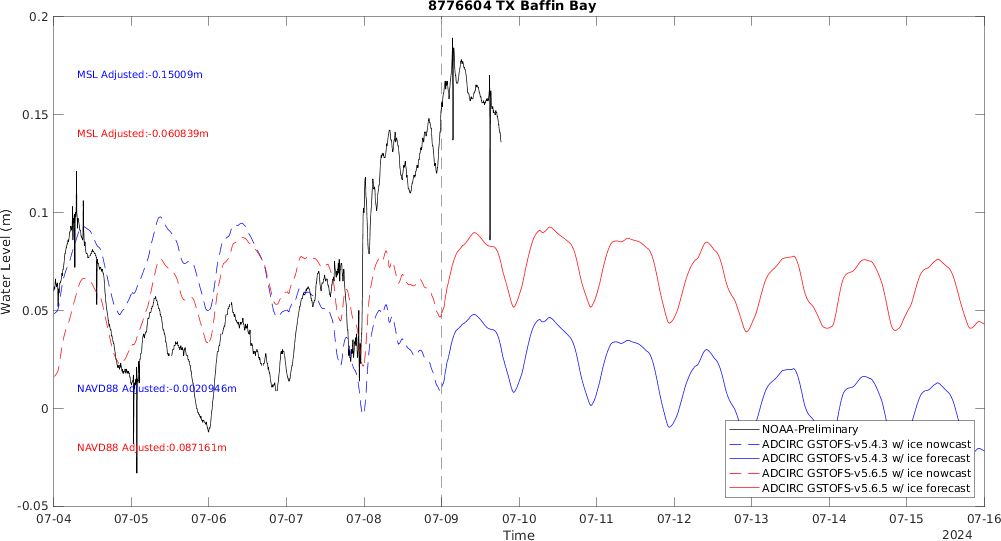 8776604 TX Baffin Bay
0.2
MSL Adjusted:-0.15009m
0.15
MSL Adjusted:-0.060839m
0.1
Water Level (m)
0.05
NAVD88 Adjusted:-0.0020946m
0
NAVD88 Adjusted:0.087161m
NOAA-Preliminary
ADCIRC GSTOFS-v5.4.3 w/ ice nowcast
ADCIRC GSTOFS-v5.4.3 w/ ice forecast
ADCIRC GSTOFS-v5.6.5 w/ ice nowcast
ADCIRC GSTOFS-v5.6.5 w/ ice forecast
-0.05
07-04 07-05 07-06 07-07 07-08 07-09 07-10 07-11 07-12 07-13 07-14 07-15 07-16
Time
2024